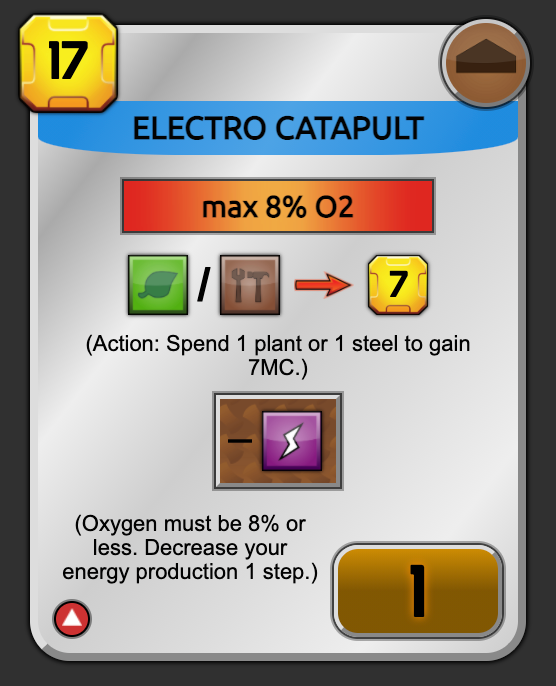 17
ELECTRO CATAPULT
max 8% O2
/
7
(Action: Spend 1 plant or 1 steel to gain
7MC.)
–
(Oxygen must be 8% or
less. Decrease your
energy production 1 step.)
1